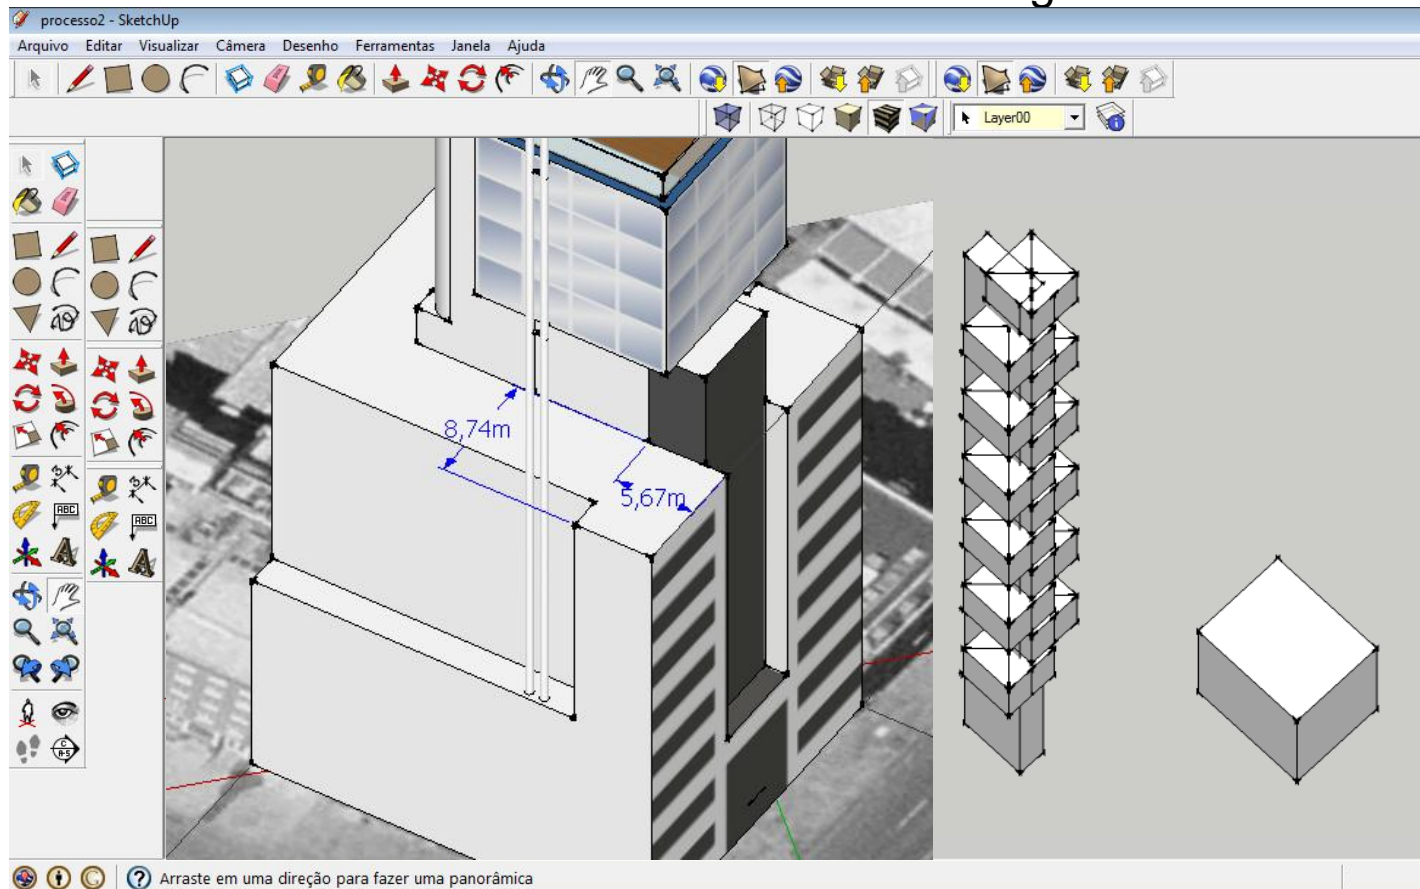 g
processo2 - SketchUp
Arquivo Editar Visualizar Câmera Desenho Ferramentas Janela Ajuda
Layer00
8,74m
5,67m
ABC
ABC
Arraste em uma direção para fazer uma panorâmica